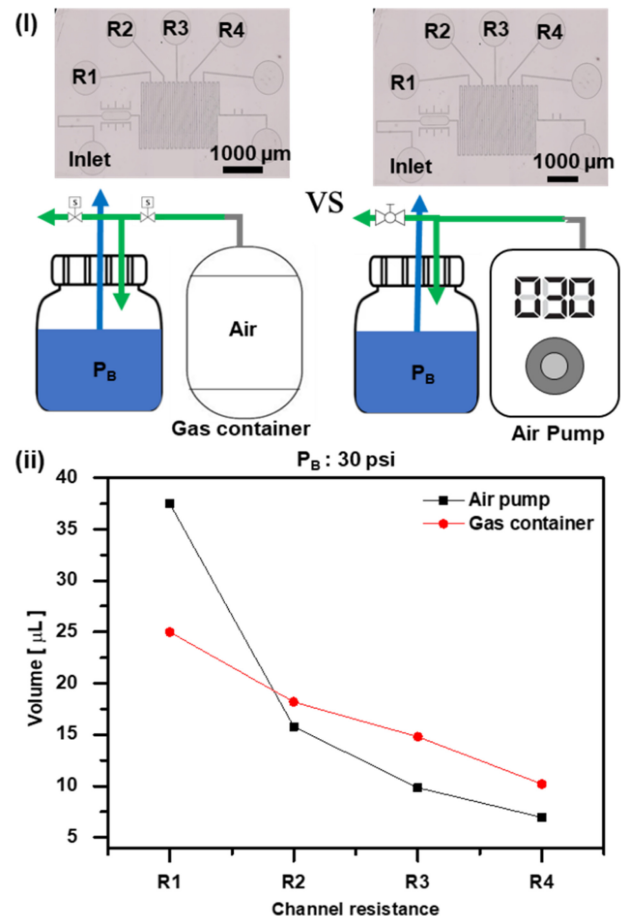 (I)
R1
R2
R3
R4
Inlet
1000 µm
R1
R2
R3
R4
Inlet
1000 µm
VS
S
S
P_B
Air
Gas container
P_B
030
Air Pump
(ii)
P_B : 30 psi
Air pump
Gas container
Volume [ µL]
40
35
30
25
20
15
10
5
R1
R2
R3
R4
Channel resistance